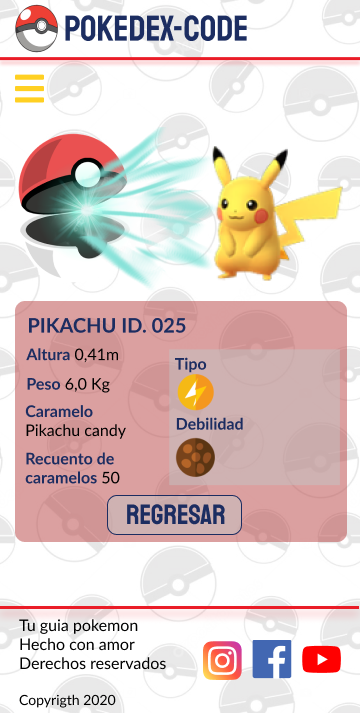 POKEDEX-CODE
PIKACHU ID. 025
Altura 0,41m
Peso 6,0 Kg
Caramelo
Pikachu candy
Recuento de
caramelos 50
Tipo
Debilidad
REGRESAR
Tu guia pokemon
Hecho con amor
Derechos reservados
Copyrigth 2020